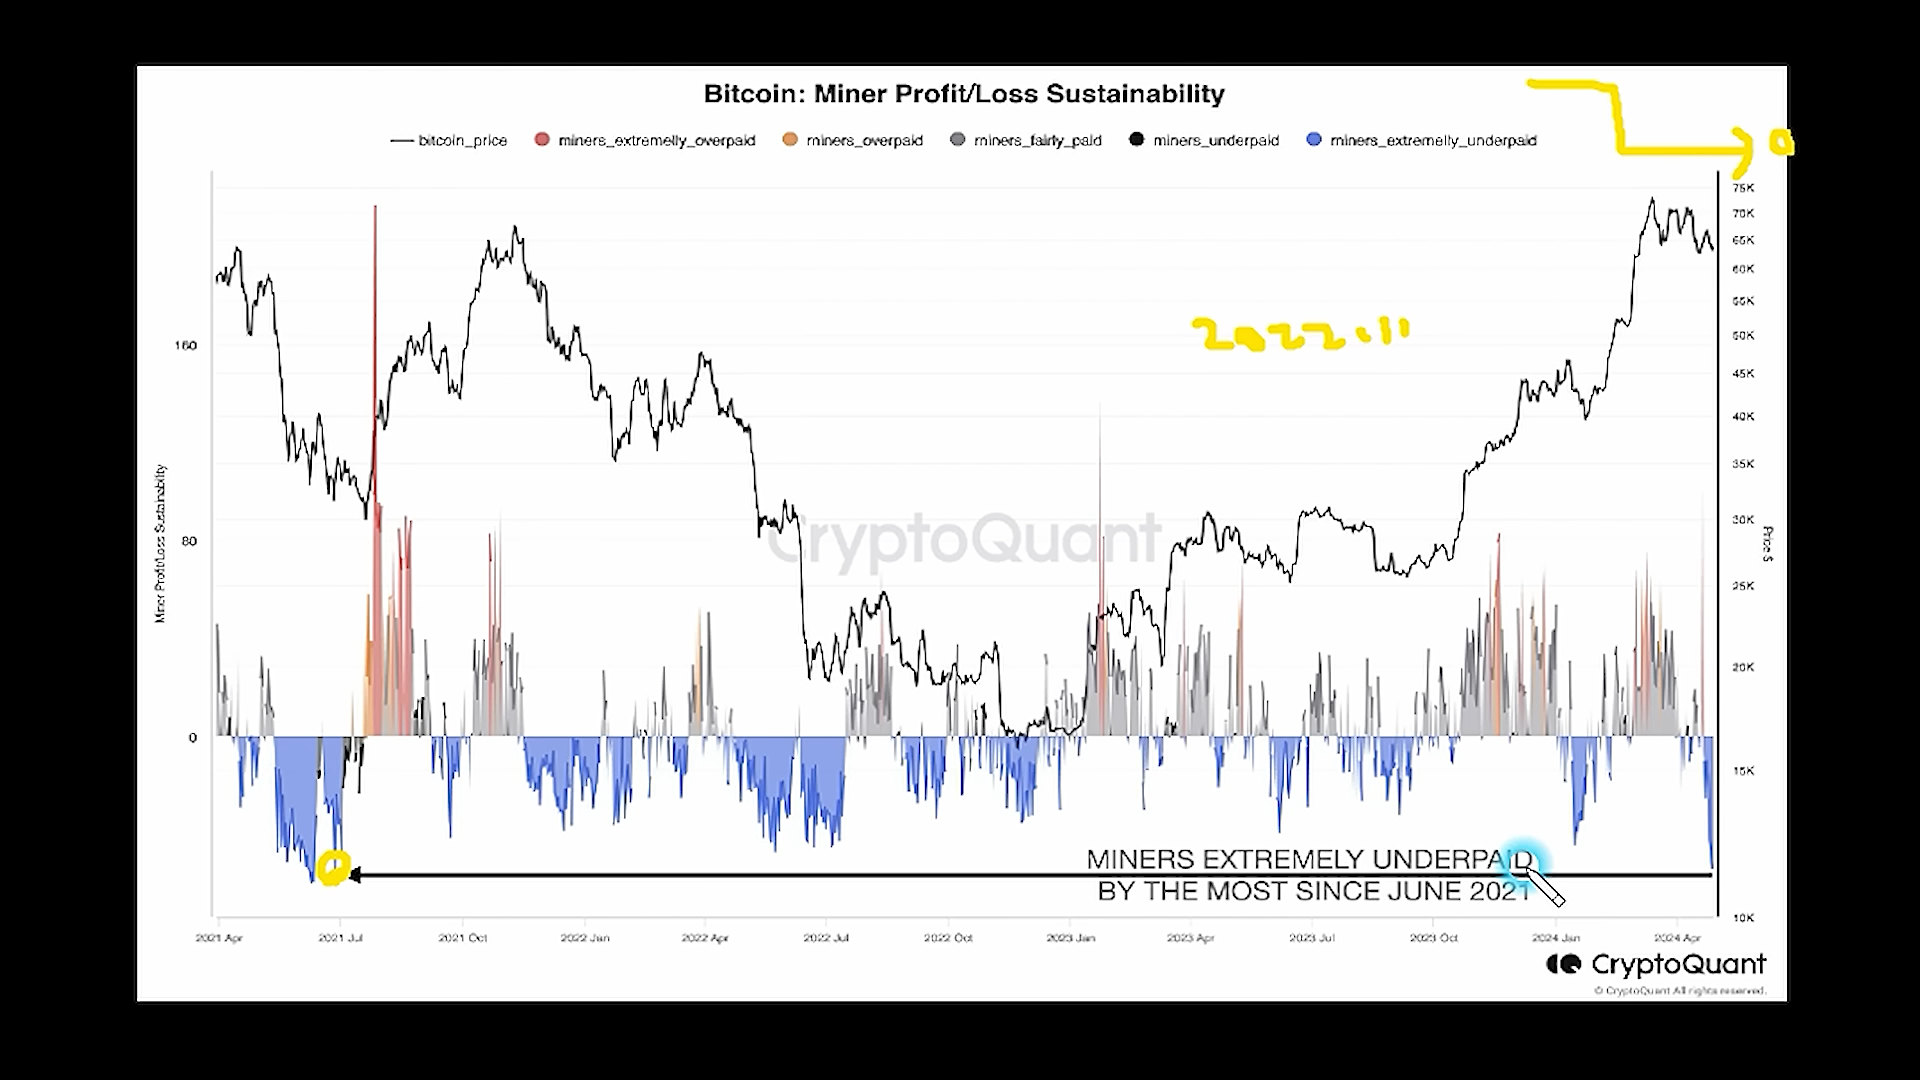 Bitcoin: Miner Profit/Loss Sustainability
bitcoin_price miners_extremelly_overpaid miners_overpaid miners_fairly_paid miners_underpaid miners_extremelly_underpaid
75K
70K
65K
60K
55K
50K
45K
40K
35K
30K
25K
20K
15K
10K
Price $
160
80
0
Miner Profit/Loss Sustainability
2022.11
CryptoQuant
MINERS EXTREMELY UNDERPAID
BY THE MOST SINCE JUNE 2021
2021 Apr 2021 Jul 2021 Oct 2022 Jan 2022 Apr 2022 Jul 2022 Oct 2023 Jan 2023 Apr 2023 Jul 2023 Oct 2024 Jan 2024 Apr
CryptoQuant
© CryptoQuant All rights reserved.